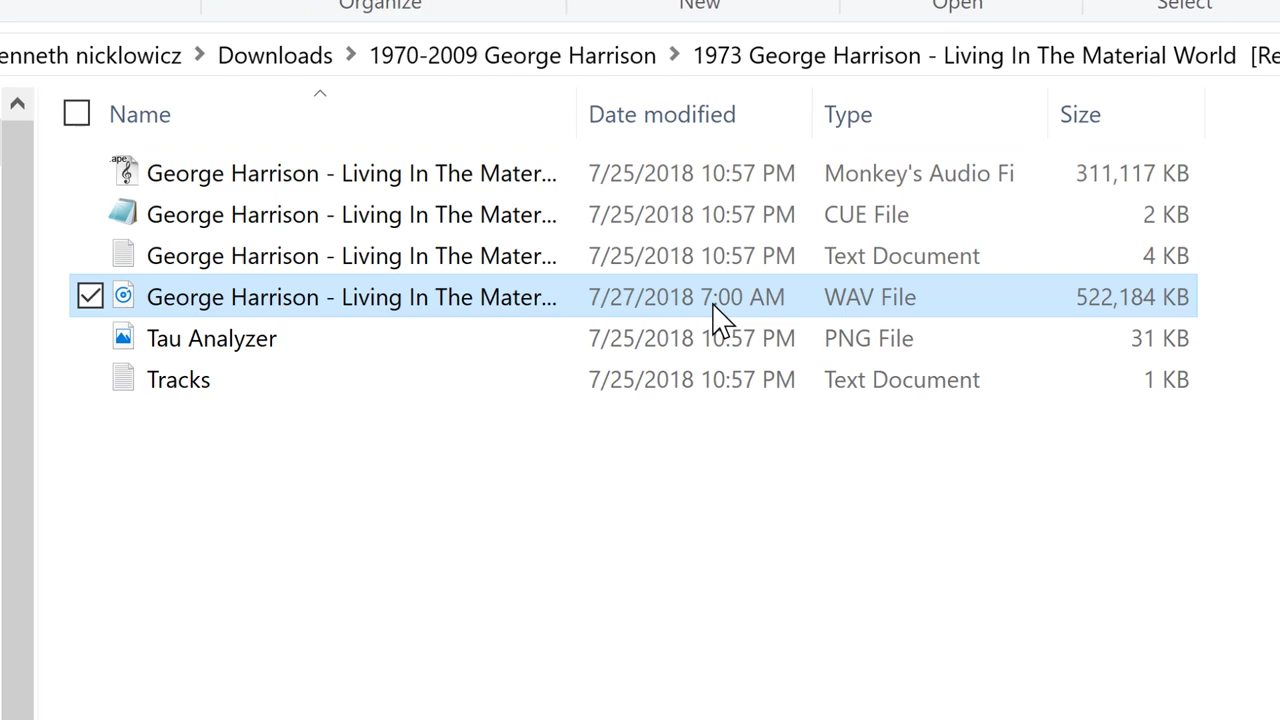 Organize New Open Select
enneth nicklowicz > Downloads > 1970-2009 George Harrison > 1973 George Harrison - Living In The Material World [Re
Name Date modified Type Size
.ape George Harrison - Living In The Mater... 7/25/2018 10:57 PM Monkey's Audio Fi 311,117 KB
George Harrison - Living In The Mater... 7/25/2018 10:57 PM CUE File 2 KB
George Harrison - Living In The Mater... 7/25/2018 10:57 PM Text Document 4 KB
George Harrison - Living In The Mater... 7/27/2018 7:00 AM WAV File 522,184 KB
Tau Analyzer 7/25/2018 10:57 PM PNG File 31 KB
Tracks 7/25/2018 10:57 PM Text Document 1 KB